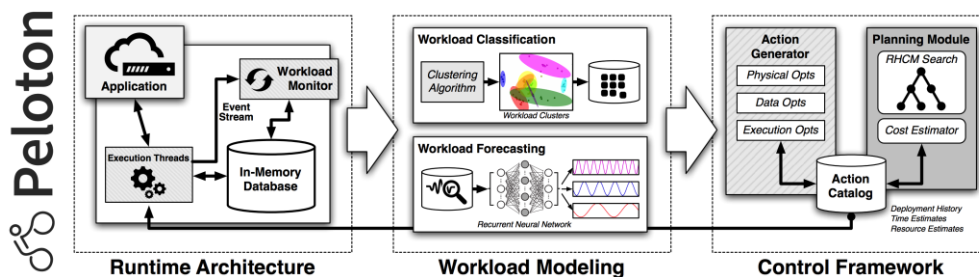 Peloton
Application
Workload
Monitor
Event
Stream
Execution Threads
In-Memory
Database
Runtime Architecture
Workload Classification
Clustering
Algorithm
Workload Clusters
Workload Forecasting
Recurrent Neural Network
Workload Modeling
Action
Generator
Physical Opts
Data Opts
Execution Opts
Planning Module
RHCM Search
Cost Estimator
Action
Catalog
Deployment History
Time Estimates
Resource Estimates
Control Framework